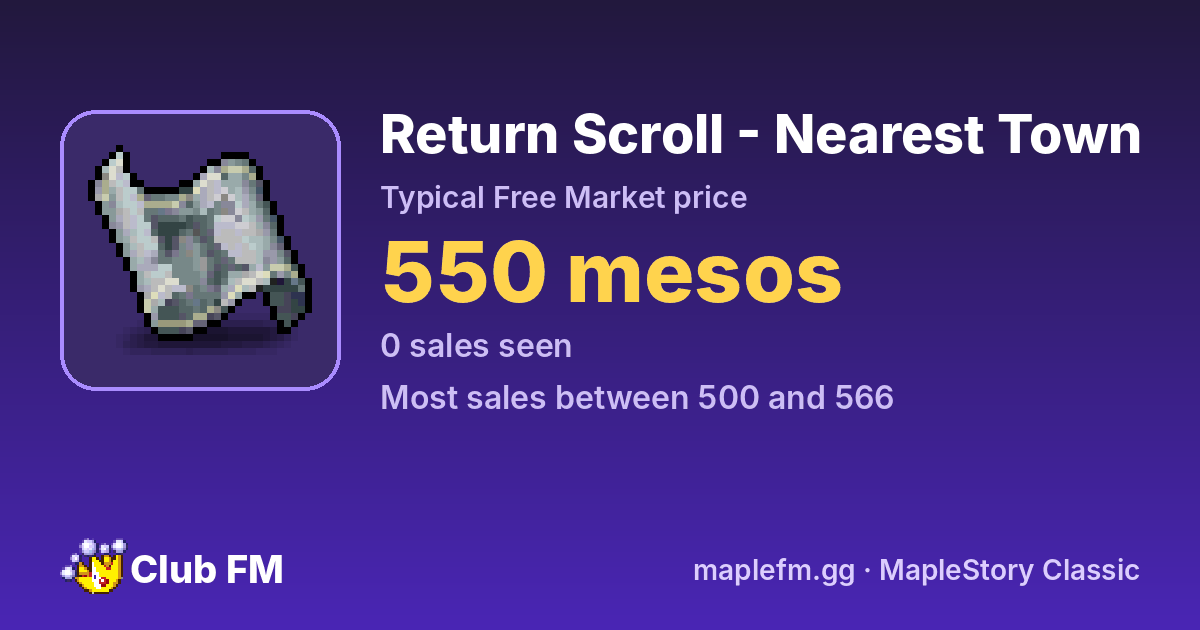 Return Scroll - Nearest Town
Typical Free Market price
550 mesos
0 sales seen
Most sales between 500 and 566
Club FM
maplefm.gg · MapleStory Classic